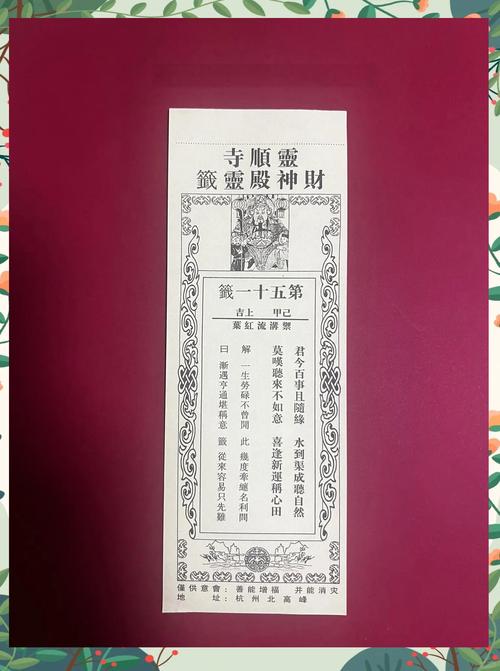 靈順寺
財神殿靈籤
第五十一籤
己甲 上吉
禦溝流紅葉
君今百事且隨緣 水到渠成聽自然
莫嘆聽來不如意 喜逢新運稱心田
解 一生勞碌不曾閒 此 幾度牽纏名利間
曰 漸遇亨通堪稱意 籤 從來容易只先難
僅供意會：善能增福 并能消灾
地 址：杭州北高峰